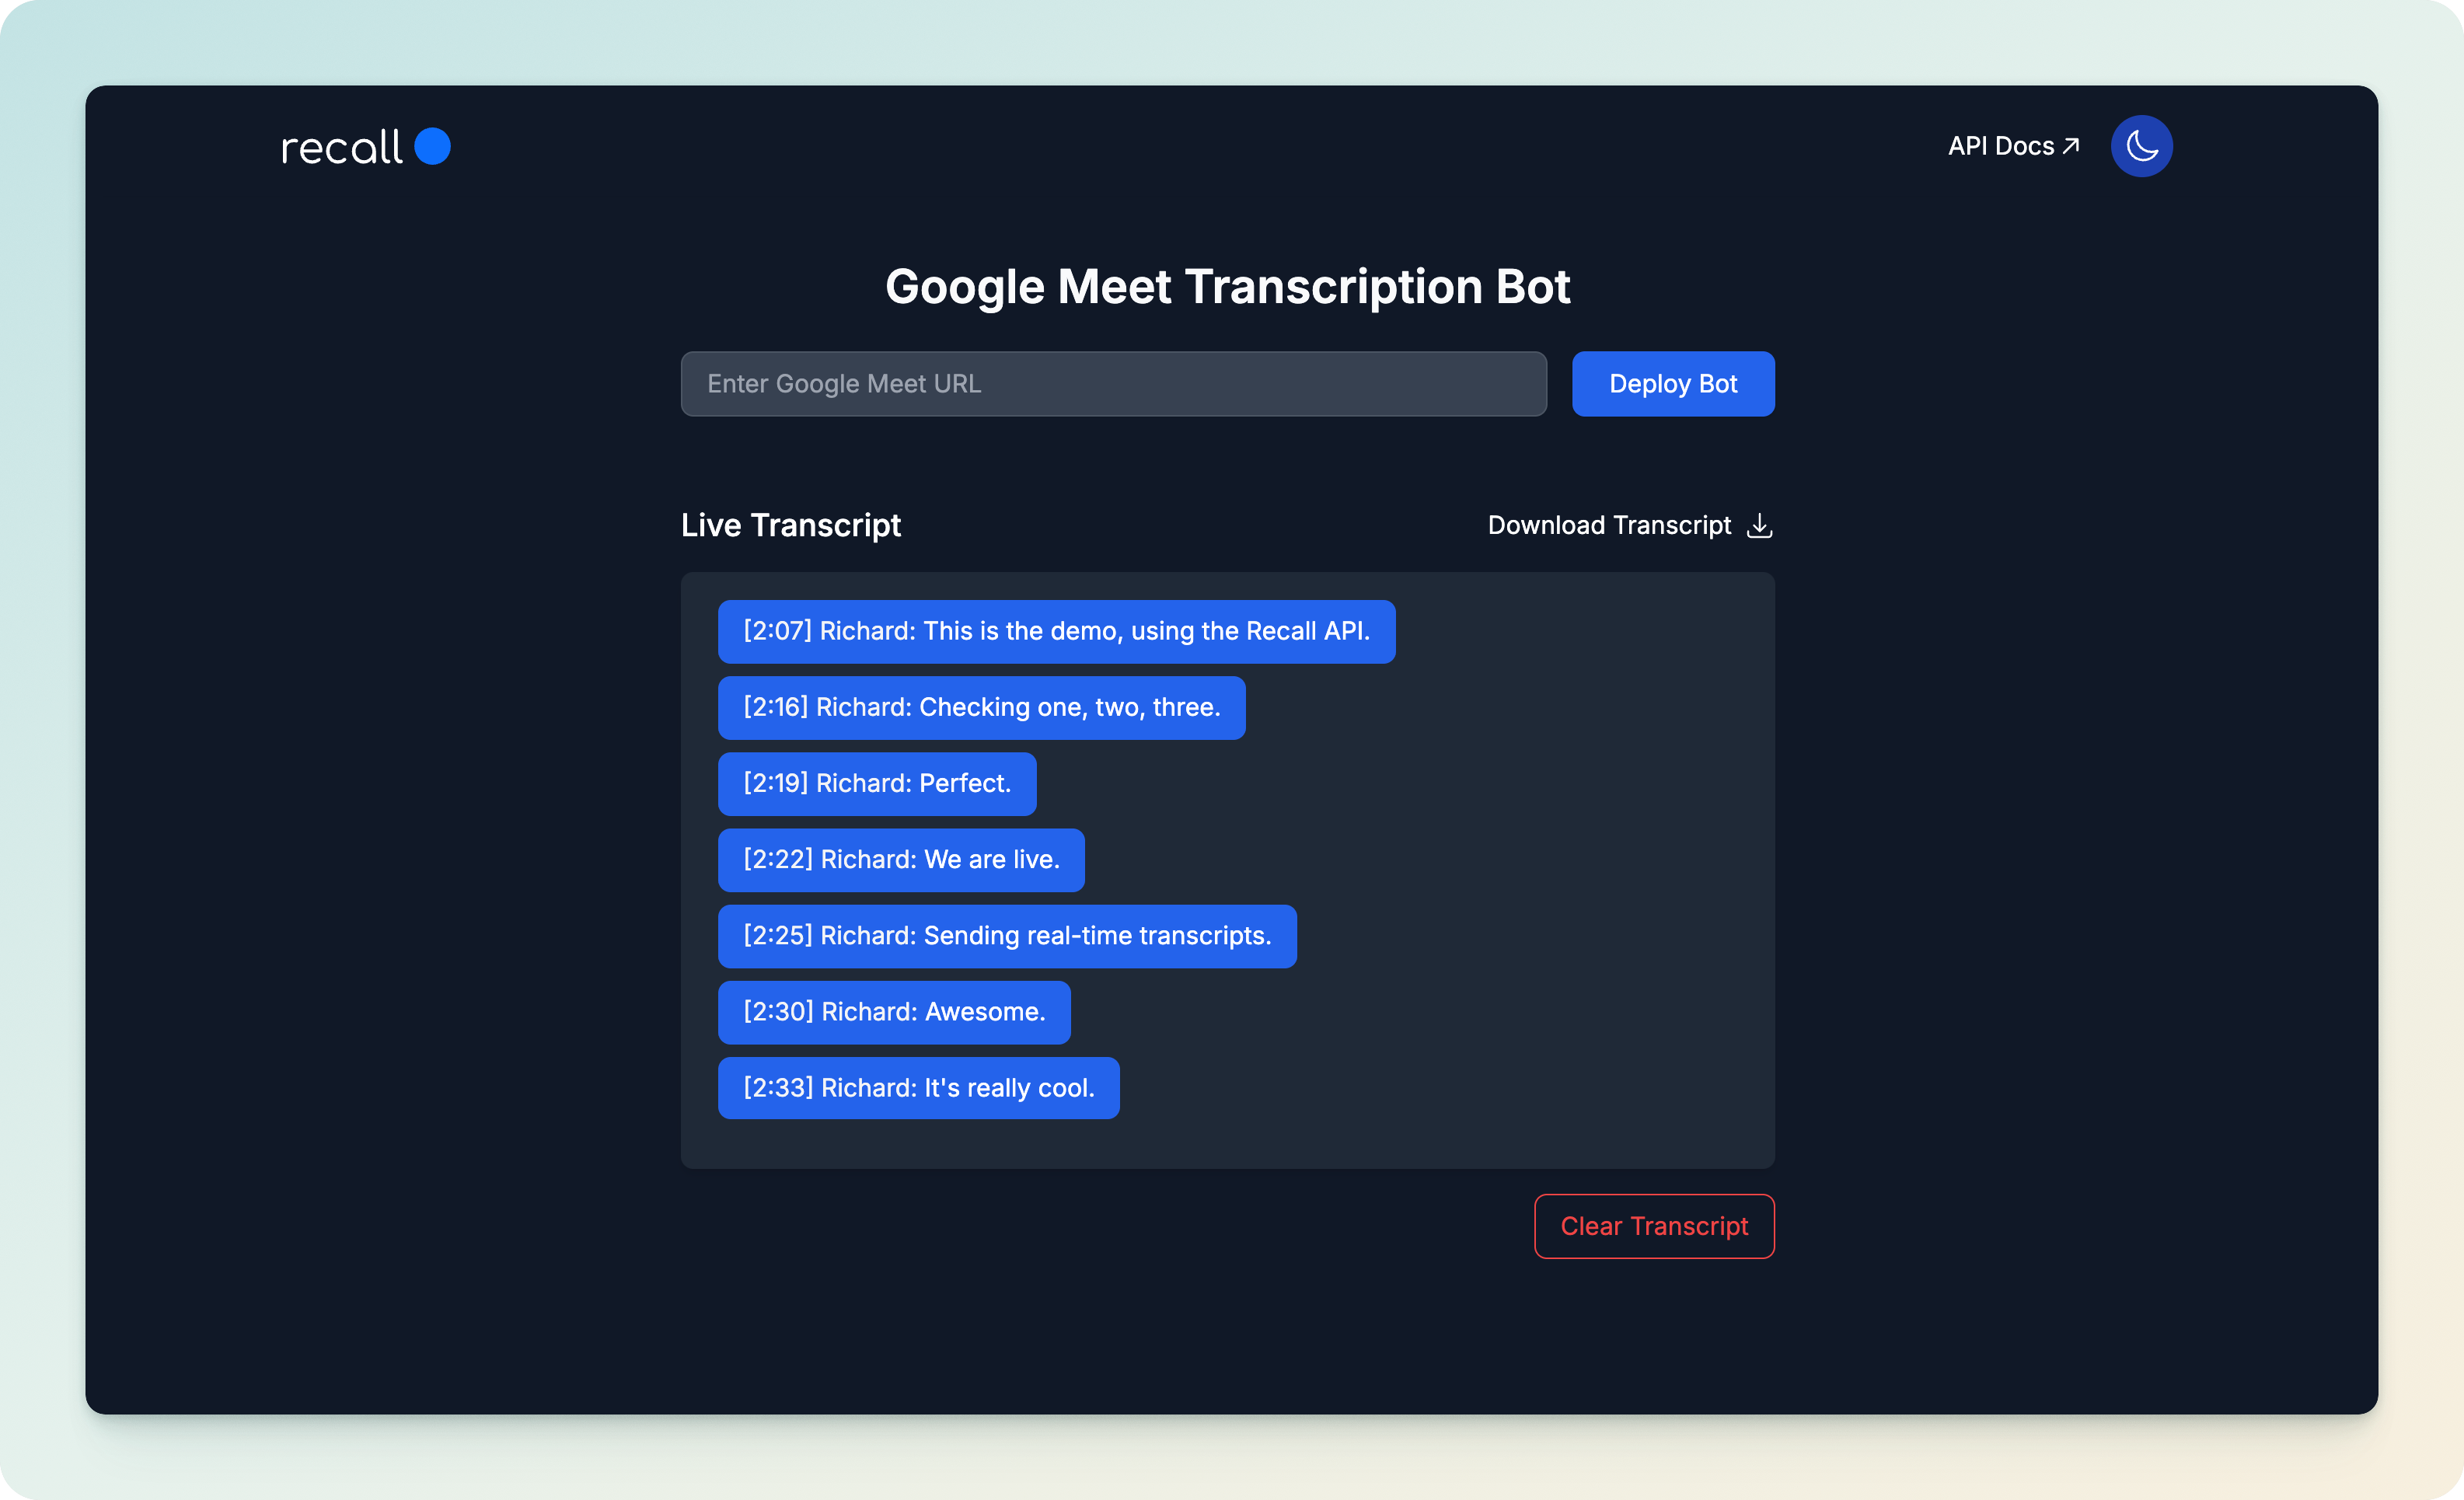 recall
API Docs
Google Meet Transcription Bot
Enter Google Meet URL
Deploy Bot
Live Transcript
Download Transcript
[2:07] Richard: This is the demo, using the Recall API.
[2:16] Richard: Checking one, two, three.
[2:19] Richard: Perfect.
[2:22] Richard: We are live.
[2:25] Richard: Sending real-time transcripts.
[2:30] Richard: Awesome.
[2:33] Richard: It's really cool.
Clear Transcript